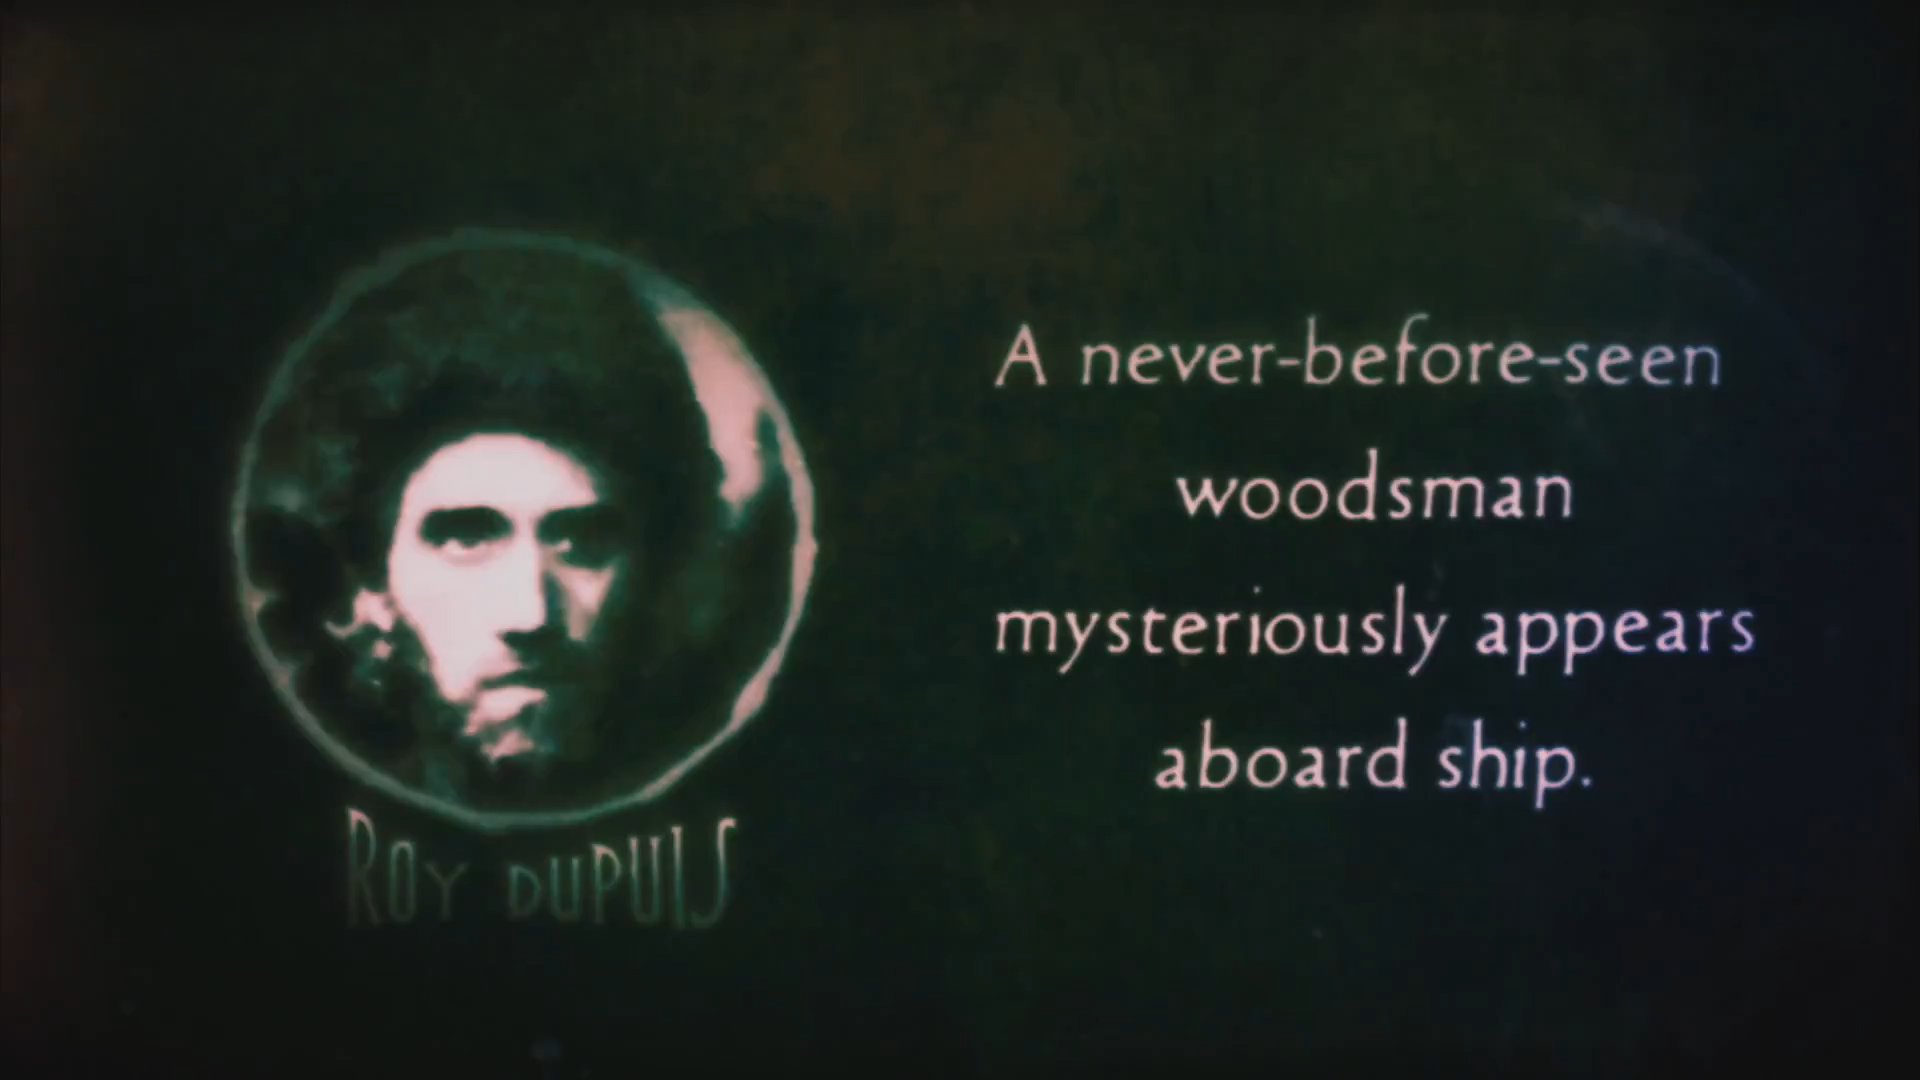 ROY DUPUIS
A never-before-seen
woodsman
mysteriously appears
aboard ship.